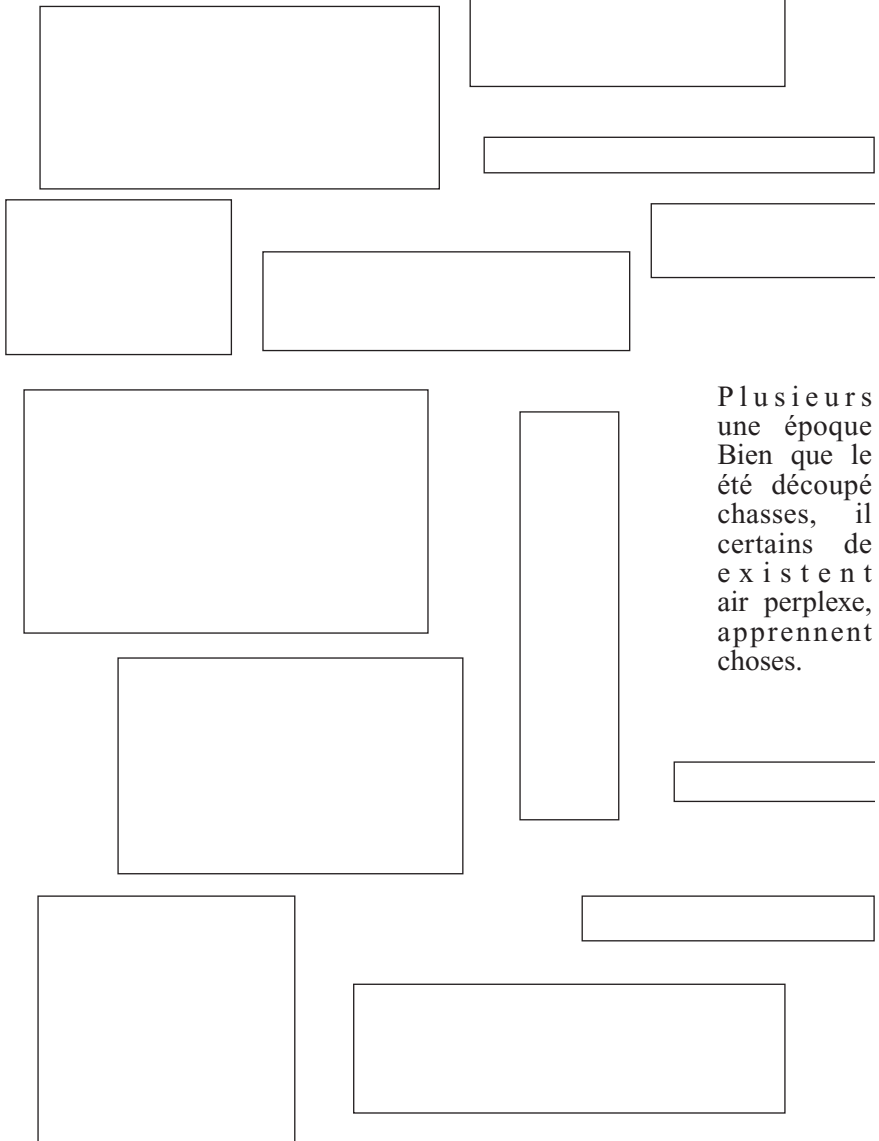 Plusieurs
une époque
Bien que le
été découpé
chasses, il
certains de
existent
air perplexe,
apprennent
choses.